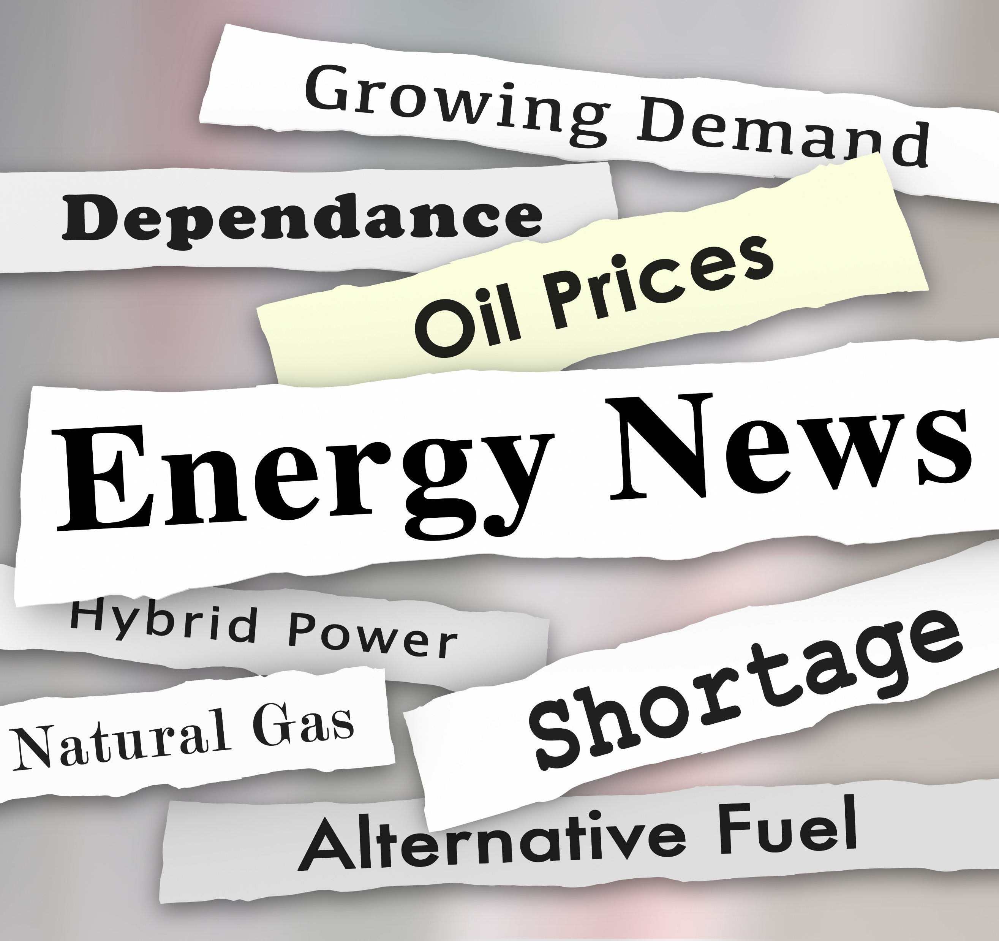 Growing Demand
Dependance
Oil Prices
Energy News
Hybrid Power
Shortage
Natural Gas
Alternative Fuel